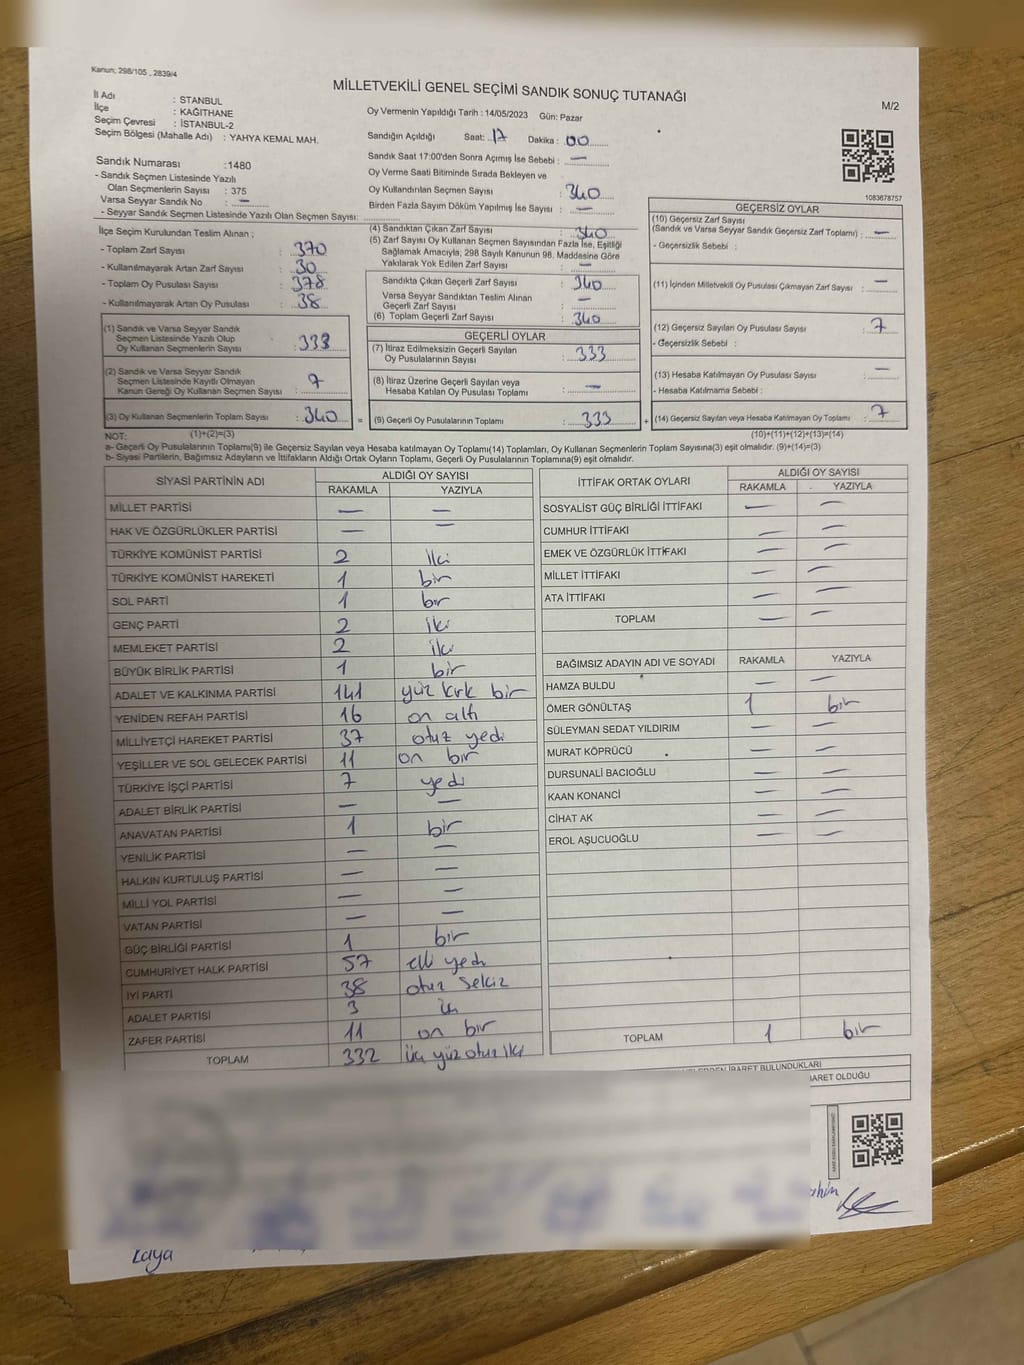 Kanun; 298/105 , 2839/4
MİLLETVEKİLİ GENEL SEÇİMİ SANDIK SONUÇ TUTANAĞI
M/2
İl Adı : STANBUL
İlçe : KAĞITHANE
Seçim Çevresi : İSTANBUL-2
Seçim Bölgesi (Mahalle Adı) : YAHYA KEMAL MAH.
Oy Vermenin Yapıldığı Tarih : 14/05/2023 Gün: Pazar
Sandığın Açıldığı Saat: 17 Dakika : 00
Sandık Saat 17:00'den Sonra Açımış İse Sebebi : —
Oy Verme Saati Bitiminde Sırada Bekleyen ve
Oy Kullandırılan Seçmen Sayısı : 340
Birden Fazla Sayım Döküm Yapılmış İse Sayısı : —
1083678757
Sandık Numarası :1480
- Sandık Seçmen Listesinde Yazılı
Olan Seçmenlerin Sayısı : 375
Varsa Seyyar Sandık No : —
- Seyyar Sandık Seçmen Listesinde Yazılı Olan Seçmen Sayısı:
İlçe Seçim Kurulundan Teslim Alınan ;
- Toplam Zarf Sayısı : 370
- Kullanılmayarak Artan Zarf Sayısı : 30
- Toplam Oy Pusulası Sayısı : 378
- Kullanılmayarak Artan Oy Pusulası : 38
(1) Sandık ve Varsa Seyyar Sandık
Seçmen Listesinde Yazılı Olup
Oy Kullanan Seçmenlerin Sayısı : 333
(2) Sandık ve Varsa Seyyar Sandık
Seçmen Listesinde Kayıtlı Olmayan
Kanun Gereği Oy Kullanan Seçmen Sayısı : 7
(3) Oy Kullanan Seçmenlerin Toplam Sayısı : 340
(1)+(2)=(3)
(4) Sandıktan Çıkan Zarf Sayısı : 340
(5) Zarf Sayısı Oy Kullanan Seçmen Sayısından Fazla İse, Eşitliği
Sağlamak Amacıyla, 298 Sayılı Kanunun 98. Maddesine Göre
Yakılarak Yok Edilen Zarf Sayısı : —
Sandıkta Çıkan Geçerli Zarf Sayısı : 340
Varsa Seyyar Sandıktan Teslim Alınan
Geçerli Zarf Sayısı : —
(6) Toplam Geçerli Zarf Sayısı : 340
GEÇERLİ OYLAR
(7) İtiraz Edilmeksizin Geçerli Sayılan
Oy Pusulalarının Sayısı : 333
(8) İtiraz Üzerine Geçerli Sayılan veya
Hesaba Katılan Oy Pusulaları Toplamı : —
= (9) Geçerli Oy Pusulalarının Toplamı : 333 +
GEÇERSİZ OYLAR
(10) Geçersiz Zarf Sayısı
(Sandık ve Varsa Seyyar Sandık Geçersiz Zarf Toplamı) : —
- Geçersizlik Sebebi :
(11) İçinden Milletvekili Oy Pusulası Çıkmayan Zarf Sayısı : —
(12) Geçersiz Sayılan Oy Pusulası Sayısı : 7
- Geçersizlik Sebebi :
(13) Hesaba Katılmayan Oy Pusulası Sayısı : —
- Hesaba Katılmama Sebebi :
(14) Geçersiz Sayılan veya Hesaba Katılmayan Oy Toplamı : 7
(10)+(11)+(12)+(13)=(14)
NOT:
a- Geçerli Oy Pusulalarının Toplamı(9) ile Geçersiz Sayılan veya Hesaba katılmayan Oy Toplamı(14) Toplamları, Oy Kullanan Seçmenlerin Toplam Sayısına(3) eşit olmalıdır. (9)+(14)=(3)
b- Siyasi Partilerin, Bağımsız Adayların ve İttifakların Aldığı Ortak Oyların Toplamı, Geçerli Oy Pusulalarının Toplamına(9) eşit olmalıdır.
SİYASİ PARTİNİN ADI ALDIĞI OY SAYISI
RAKAMLA YAZIYLA
MİLLET PARTİSİ — —
HAK VE ÖZGÜRLÜKLER PARTİSİ — —
TÜRKİYE KOMÜNİST PARTİSİ 2 iki
TÜRKİYE KOMÜNİST HAREKETİ 1 bir
SOL PARTİ 1 bir
GENÇ PARTİ 2 iki
MEMLEKET PARTİSİ 2 iki
BÜYÜK BİRLİK PARTİSİ 1 bir
ADALET VE KALKINMA PARTİSİ 141 yüz kırk bir
YENİDEN REFAH PARTİSİ 16 on altı
MİLLİYETÇİ HAREKET PARTİSİ 37 otuz yedi
YEŞİLLER VE SOL GELECEK PARTİSİ 11 on bir
TÜRKİYE İŞÇİ PARTİSİ 7 yedi
ADALET BİRLİK PARTİSİ — —
ANAVATAN PARTİSİ 1 bir
YENİLİK PARTİSİ — —
HALKIN KURTULUŞ PARTİSİ — —
MİLLİ YOL PARTİSİ — —
VATAN PARTİSİ — —
GÜÇ BİRLİĞİ PARTİSİ 1 bir
CUMHURİYET HALK PARTİSİ 57 elli yedi
İYİ PARTİ 38 otuz sekiz
ADALET PARTİSİ 3 üç
ZAFER PARTİSİ 11 on bir
TOPLAM 332 üç yüz otuz iki
İTTİFAK ORTAK OYLARI ALDIĞI OY SAYISI
RAKAMLA YAZIYLA
SOSYALİST GÜÇ BİRLİĞİ İTTİFAKI — —
CUMHUR İTTİFAKI — —
EMEK VE ÖZGÜRLÜK İTTİFAKI — —
MİLLET İTTİFAKI — —
ATA İTTİFAKI — —
TOPLAM — —
BAĞIMSIZ ADAYIN ADI VE SOYADI RAKAMLA YAZIYLA
HAMZA BULDU — —
ÖMER GÖNÜLTAŞ 1 bir
SÜLEYMAN SEDAT YILDIRIM — —
MURAT KÖPRÜCÜ — —
DURSUNALİ BACIOĞLU — —
KAAN KONANCİ — —
CİHAT AK — —
EROL AŞUCUOĞLU — —
TOPLAM 1 bir
İBARET BULUNDUKLARI
BARET OLDUĞU
Kaya